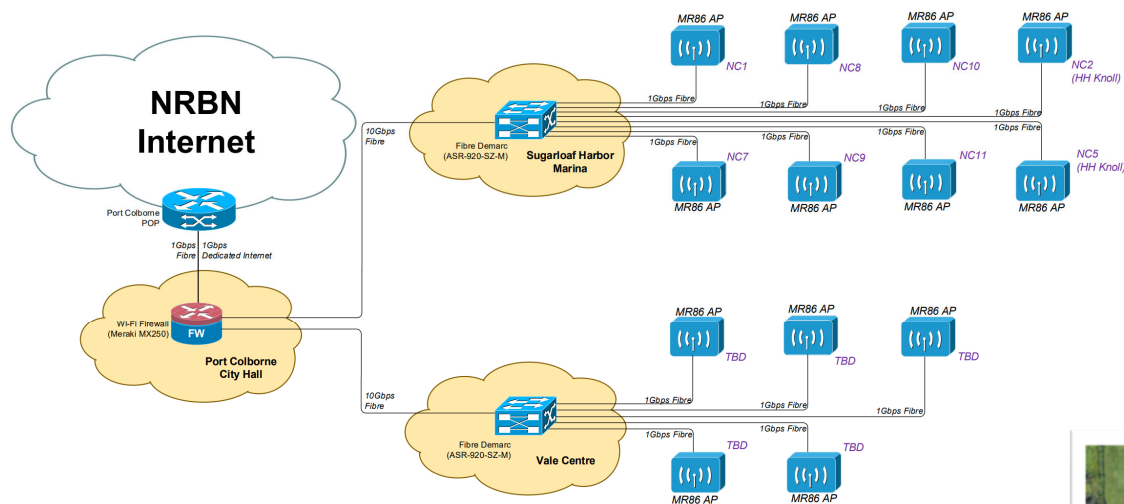 NRBN
Internet
Port Colborne
POP
1Gbps
Fibre
1Gbps
Dedicated Internet
Wi-Fi Firewall
(Meraki MX250)
FW
Port Colborne
City Hall
10Gbps
Fibre
Fibre Demarc
(ASR-920-SZ-M)
Sugarloaf Harbor
Marina
MR86 AP
NC1
1Gbps Fibre
MR86 AP
NC8
1Gbps Fibre
MR86 AP
NC10
1Gbps Fibre
MR86 AP
NC2
(HH Knoll)
1Gbps Fibre
1Gbps Fibre
NC7
MR86 AP
1Gbps Fibre
NC9
MR86 AP
1Gbps Fibre
NC11
MR86 AP
1Gbps Fibre
NC5
(HH Knoll)
MR86 AP
10Gbps
Fibre
Fibre Demarc
(ASR-920-SZ-M)
Vale Centre
MR86 AP
TBD
1Gbps Fibre
MR86 AP
TBD
1Gbps Fibre
MR86 AP
TBD
1Gbps Fibre
1Gbps Fibre
TBD
MR86 AP
1Gbps Fibre
TBD
MR86 AP